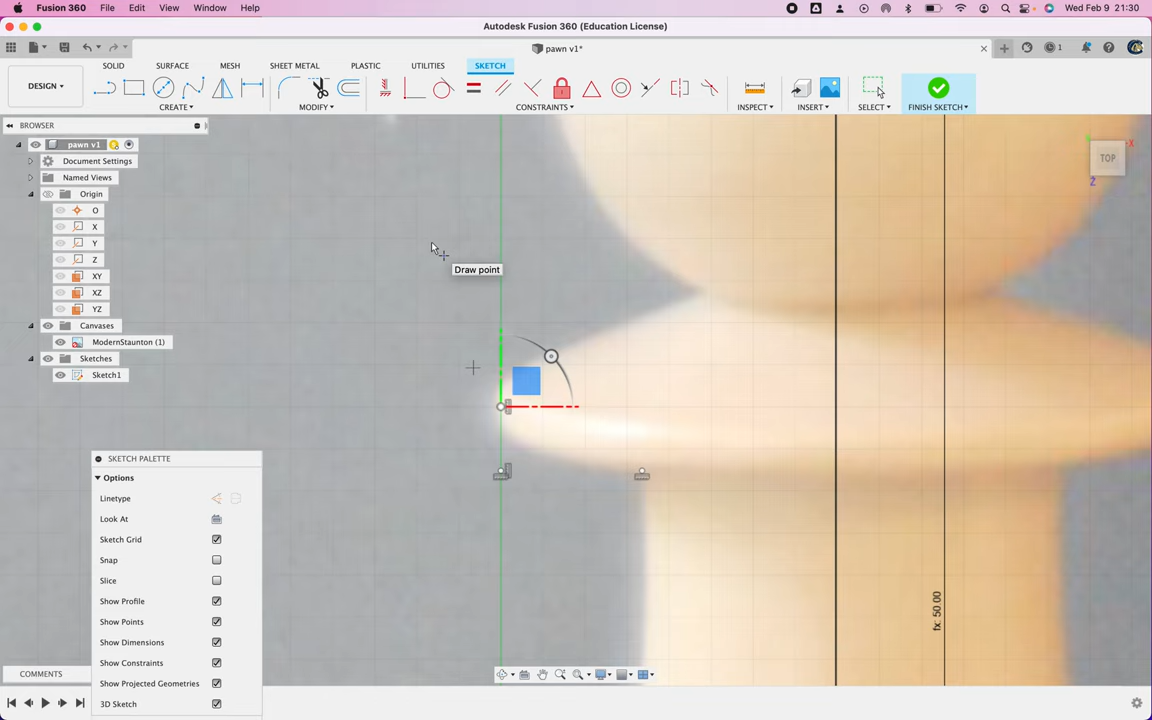 Fusion 360 File Edit View Window Help Wed Feb 9 21:30
Autodesk Fusion 360 (Education License)
pawn v1* 1
SOLID SURFACE MESH SHEET METAL PLASTIC UTILITIES SKETCH
DESIGN
CREATE MODIFY CONSTRAINTS INSPECT INSERT SELECT FINISH SKETCH
BROWSER
pawn v1
Document Settings
Named Views
Origin
O
X
Y
Z
XY
XZ
YZ
Canvases
ModernStaunton (1)
Sketches
Sketch1
TOP
X
Z
Draw point
fx: 50.00
SKETCH PALETTE
Options
Linetype
Look At
Sketch Grid
Snap
Slice
Show Profile
Show Points
Show Dimensions
Show Constraints
Show Projected Geometries
3D Sketch
COMMENTS